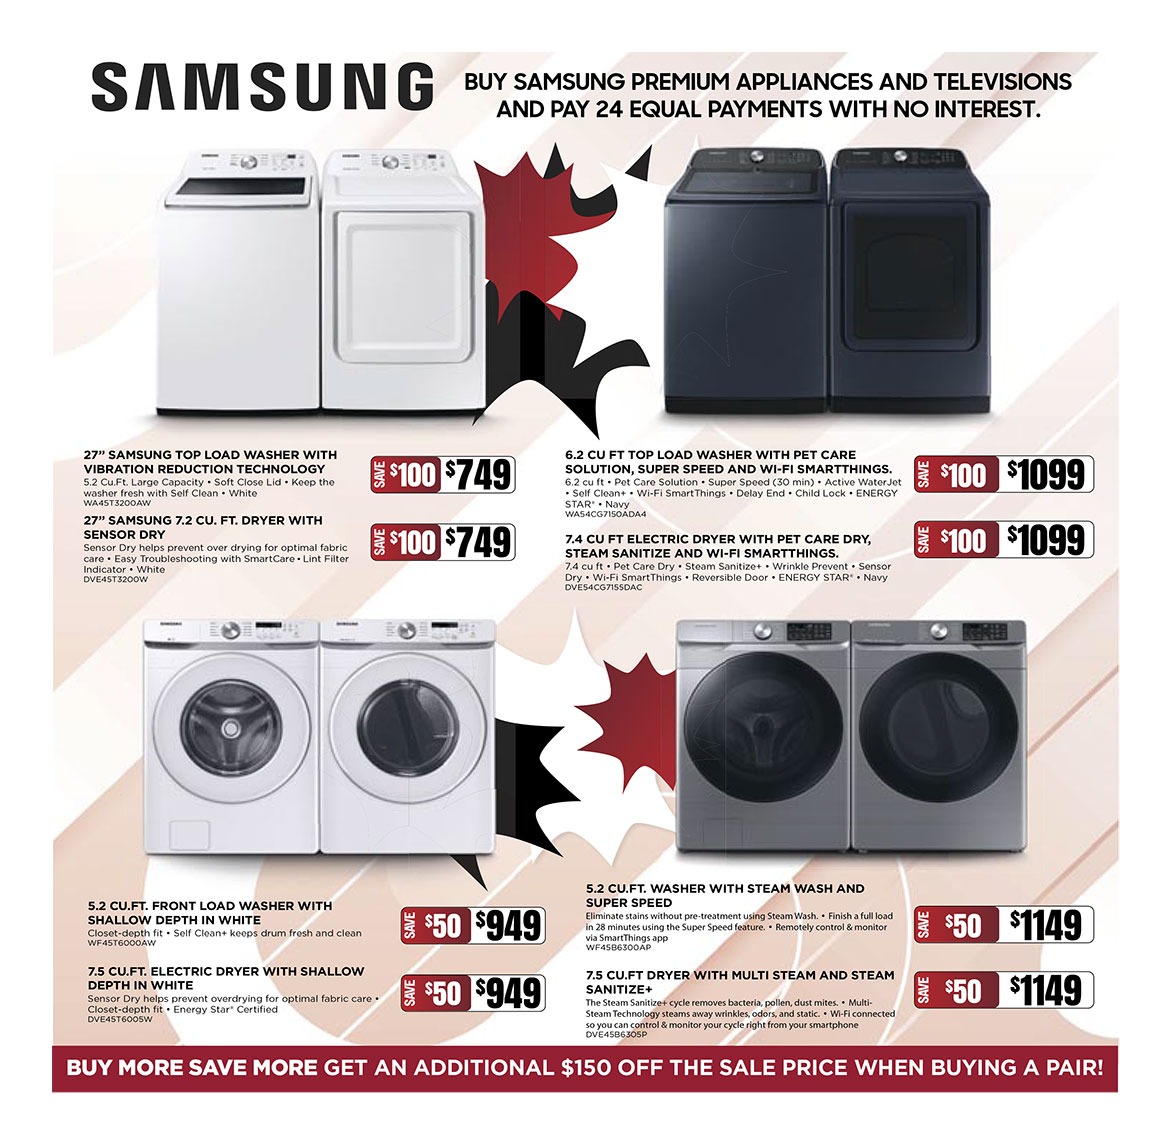 SAMSUNG
BUY SAMSUNG PREMIUM APPLIANCES AND TELEVISIONS
AND PAY 24 EQUAL PAYMENTS WITH NO INTEREST.
27” SAMSUNG TOP LOAD WASHER WITH
VIBRATION REDUCTION TECHNOLOGY
5.2 Cu.Ft. Large Capacity • Soft Close Lid • Keep the
washer fresh with Self Clean • White
WA45T3200AW
SAVE $100 $749
27” SAMSUNG 7.2 CU. FT. DRYER WITH
SENSOR DRY
Sensor Dry helps prevent over drying for optimal fabric
care • Easy Troubleshooting with SmartCare • Lint Filter
Indicator • White
DVE45T3200W
SAVE $100 $749
6.2 CU FT TOP LOAD WASHER WITH PET CARE
SOLUTION, SUPER SPEED AND WI-FI SMARTTHINGS.
6.2 cu ft • Pet Care Solution • Super Speed (30 min) • Active WaterJet
• Self Clean+ • Wi-Fi SmartThings • Delay End • Child Lock • ENERGY
STAR® • Navy
WA54CG7150ADA4
SAVE $100 $1099
7.4 CU FT ELECTRIC DRYER WITH PET CARE DRY,
STEAM SANITIZE AND WI-FI SMARTTHINGS.
7.4 cu ft • Pet Care Dry • Steam Sanitize+ • Wrinkle Prevent • Sensor
Dry • Wi-Fi SmartThings • Reversible Door • ENERGY STAR® • Navy
DVE54CG7155DAC
SAVE $100 $1099
5.2 CU.FT. FRONT LOAD WASHER WITH
SHALLOW DEPTH IN WHITE
Closet-depth fit • Self Clean+ keeps drum fresh and clean
WF45T6000AW
SAVE $50 $949
7.5 CU.FT. ELECTRIC DRYER WITH SHALLOW
DEPTH IN WHITE
Sensor Dry helps prevent overdrying for optimal fabric care •
Closet-depth fit • Energy Star® Certified
DVE45T6005W
SAVE $50 $949
5.2 CU.FT. WASHER WITH STEAM WASH AND
SUPER SPEED
Eliminate stains without pre-treatment using Steam Wash. • Finish a full load
in 28 minutes using the Super Speed feature. • Remotely control & monitor
via SmartThings app
WF45B6300AP
SAVE $50 $1149
7.5 CU.FT DRYER WITH MULTI STEAM AND STEAM
SANITIZE+
The Steam Sanitize+ cycle removes bacteria, pollen, dust mites. • Multi-
Steam Technology steams away wrinkles, odors, and static. • Wi-Fi connected
so you can control & monitor your cycle right from your smartphone
DVE45B6305P
SAVE $50 $1149
BUY MORE SAVE MORE GET AN ADDITIONAL $150 OFF THE SALE PRICE WHEN BUYING A PAIR!